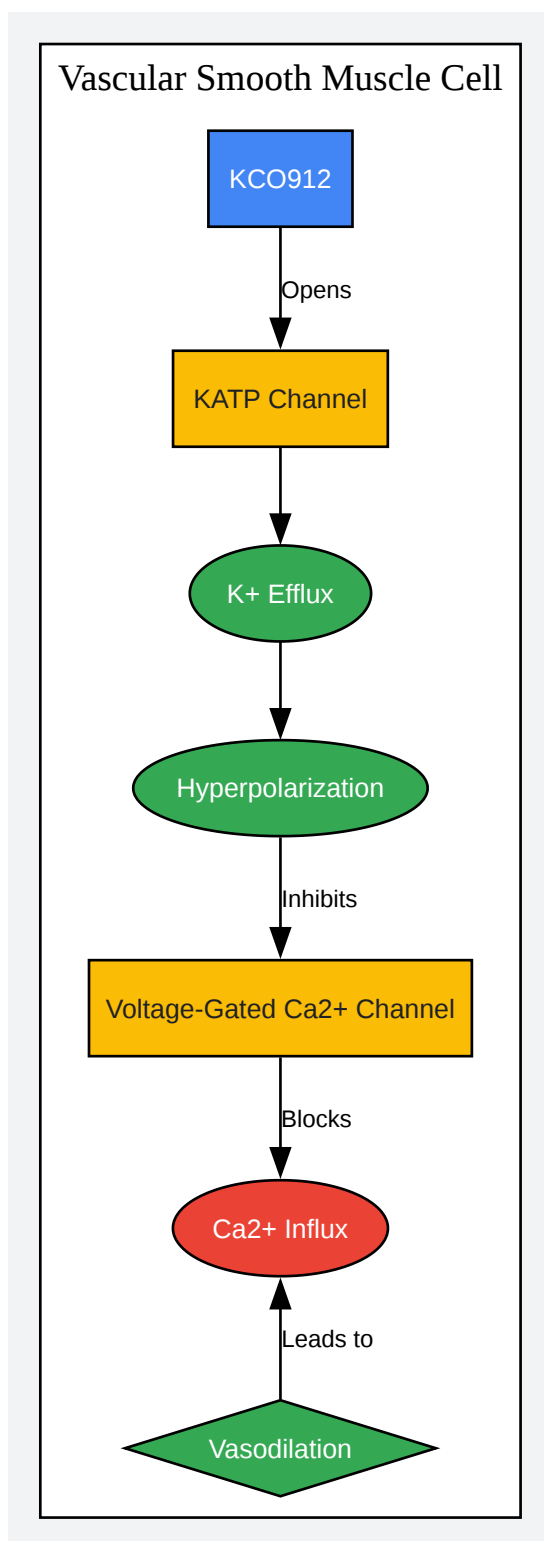 Vascular Smooth Muscle Cell
KCO912
Opens
KATP Channel
K+ Efflux
Hyperpolarization
Inhibits
Voltage-Gated Ca2+ Channel
Blocks
Ca2+ Influx
Leads to
Vasodilation